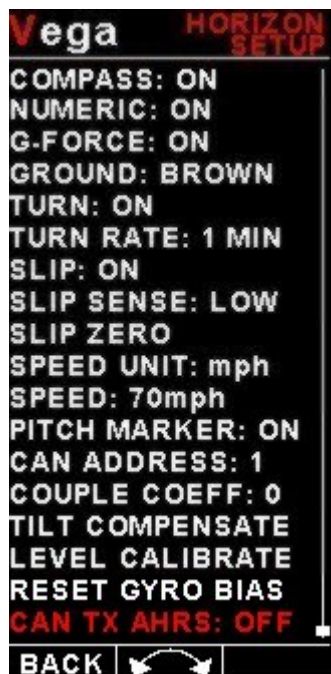 Vega HORIZON SETUP
COMPASS: ON
NUMERIC: ON
G-FORCE: ON
GROUND: BROWN
TURN: ON
TURN RATE: 1 MIN
SLIP: ON
SLIP SENSE: LOW
SLIP ZERO
SPEED UNIT: mph
SPEED: 70mph
PITCH MARKER: ON
CAN ADDRESS: 1
COUPLE COEFF: 0
TILT COMPENSATE
LEVEL CALIBRATE
RESET GYRO BIAS
CAN TX AHRS: OFF
BACK